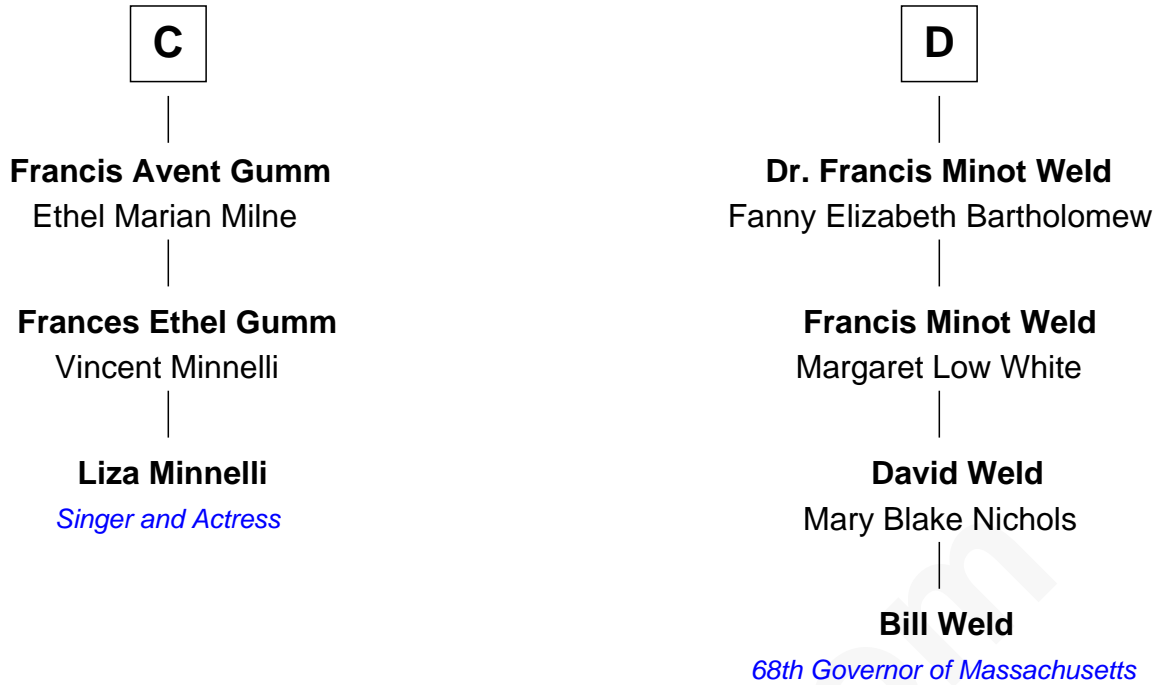 C
Francis Avent Gumm
Ethel Marian Milne
Frances Ethel Gumm
Vincent Minnelli
Liza Minnelli
Singer and Actress
D
Dr. Francis Minot Weld
Fanny Elizabeth Bartholomew
Francis Minot Weld
Margaret Low White
David Weld
Mary Blake Nichols
Bill Weld
68th Governor of Massachusetts